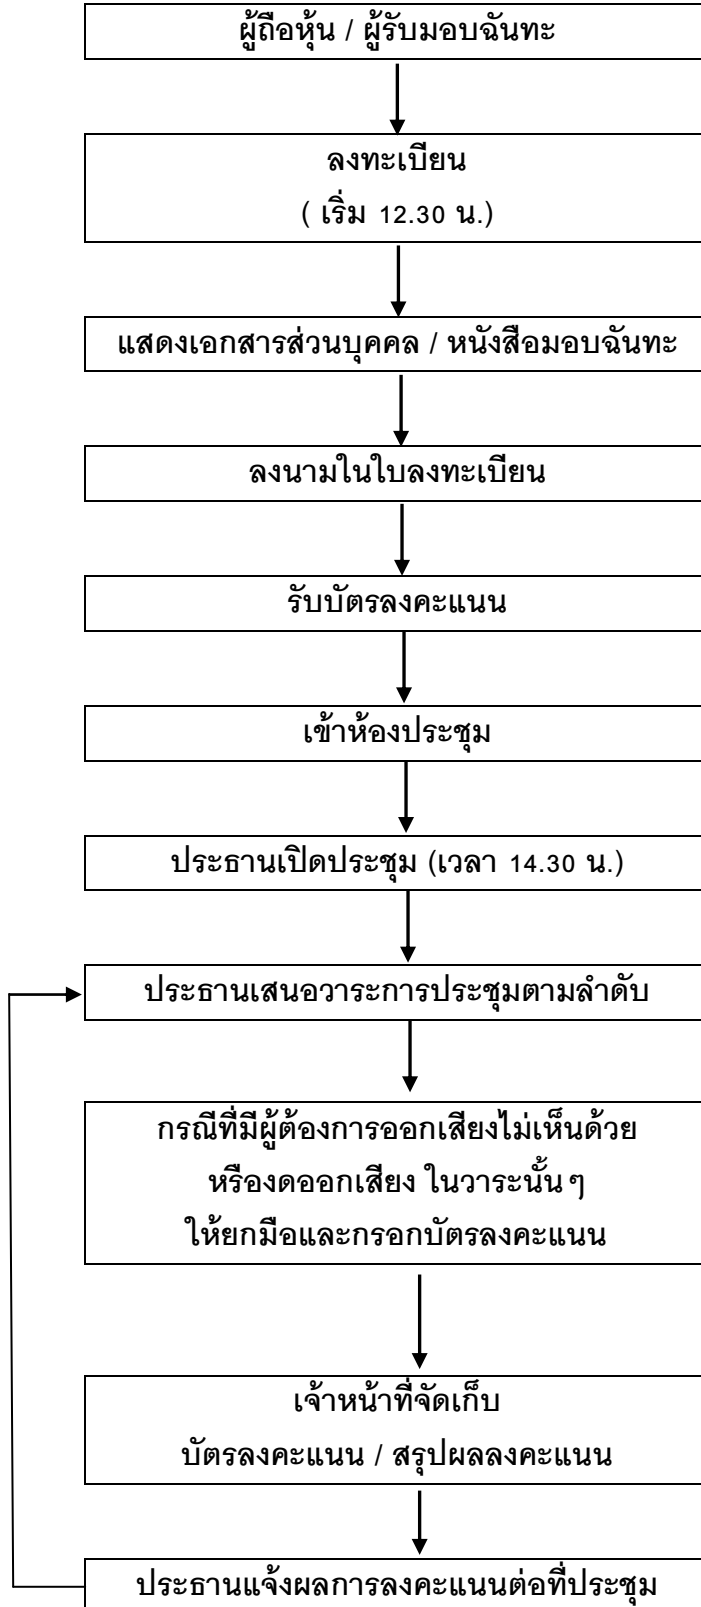 ผู้ถือหุ้น / ผู้รับมอบฉันทะ
ลงทะเบียน
( เริ่ม 12.30 น.)
แสดงเอกสารส่วนบุคคล / หนังสือมอบฉันทะ
ลงนามในใบลงทะเบียน
รับบัตรลงคะแนน
เข้าห้องประชุม
ประธานเปิดประชุม (เวลา 14.30 น.)
ประธานเสนอวาระการประชุมตามลำดับ
กรณีที่มีผู้ต้องการออกเสียงไม่เห็นด้วย
หรืองดออกเสียง ในวาระนั้น ๆ
ให้ยกมือและกรอกบัตรลงคะแนน
เจ้าหน้าที่จัดเก็บ
บัตรลงคะแนน / สรุปผลลงคะแนน
ประธานแจ้งผลการลงคะแนนต่อที่ประชุม